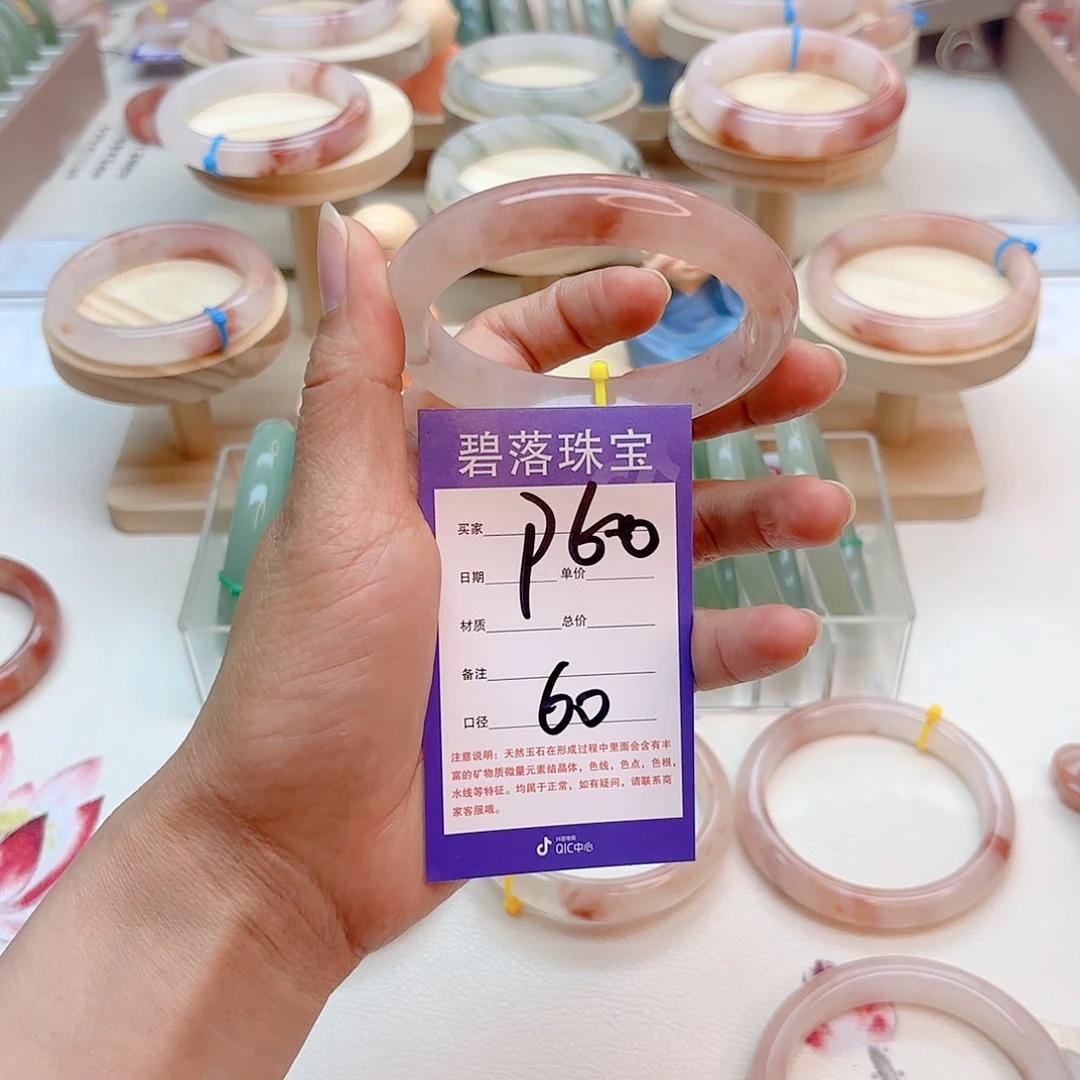 碧落珠宝
P60
买家
日期 单价
材质 总价
备注
60
口径
注意说明：天然玉石在形成过程中里面会含有丰
富的矿物质微量元素结晶体，色线，色点，色根，
水线等特征。均属于正常，如有疑问，请联系商
家客服哦。
抖音电商
QIC中心